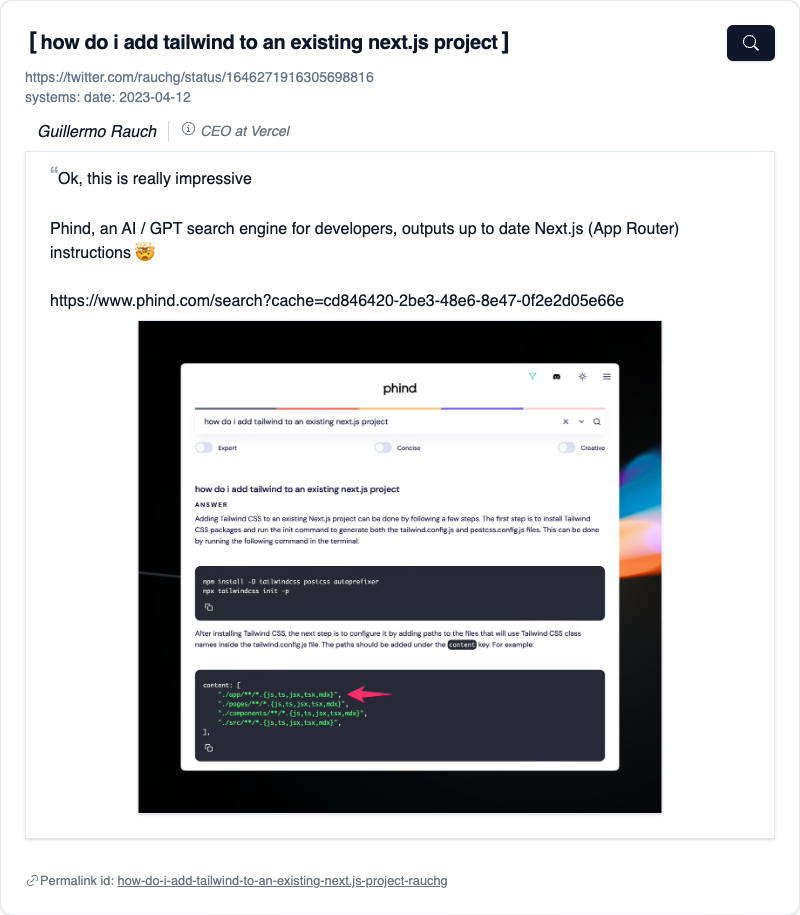 [how do i add tailwind to an existing next.js project]
https://twitter.com/rauchg/status/1646271916305698816
systems: date: 2023-04-12
Guillermo Rauch
CEO at Vercel
“Ok, this is really impressive
Phind, an AI / GPT search engine for developers, outputs up to date Next.js (App Router)
instructions 🤯
https://www.phind.com/search?cache=cd846420-2be3-48e6-8e47-0f2e2d05e66e
phind
how do i add tailwind to an existing next.js project
Expert
Concise
Creative
how do i add tailwind to an existing next.js project
ANSWER
Adding Tailwind CSS to an existing Next.js project can be done by following a few steps. The first step is to install Tailwind
CSS packages and run the init command to generate both the tailwind.config.js and postcss.config.js files. This can be done
by running the following command in the terminal:
npm install -D tailwindcss postcss autoprefixer
npx tailwindcss init -p
After installing Tailwind CSS, the next step is to configure it by adding paths to the files that will use Tailwind CSS class
names inside the tailwind.config.js file. The paths should be added under the content key. For example:
content: [
"./app/**/*.{js,ts,jsx,tsx,mdx}",
"./pages/**/*.{js,ts,jsx,tsx,mdx}",
"./components/**/*.{js,ts,jsx,tsx,mdx}",
"./src/**/*.{js,ts,jsx,tsx,mdx}",
],
Permalink id: how-do-i-add-tailwind-to-an-existing-next.js-project-rauchg